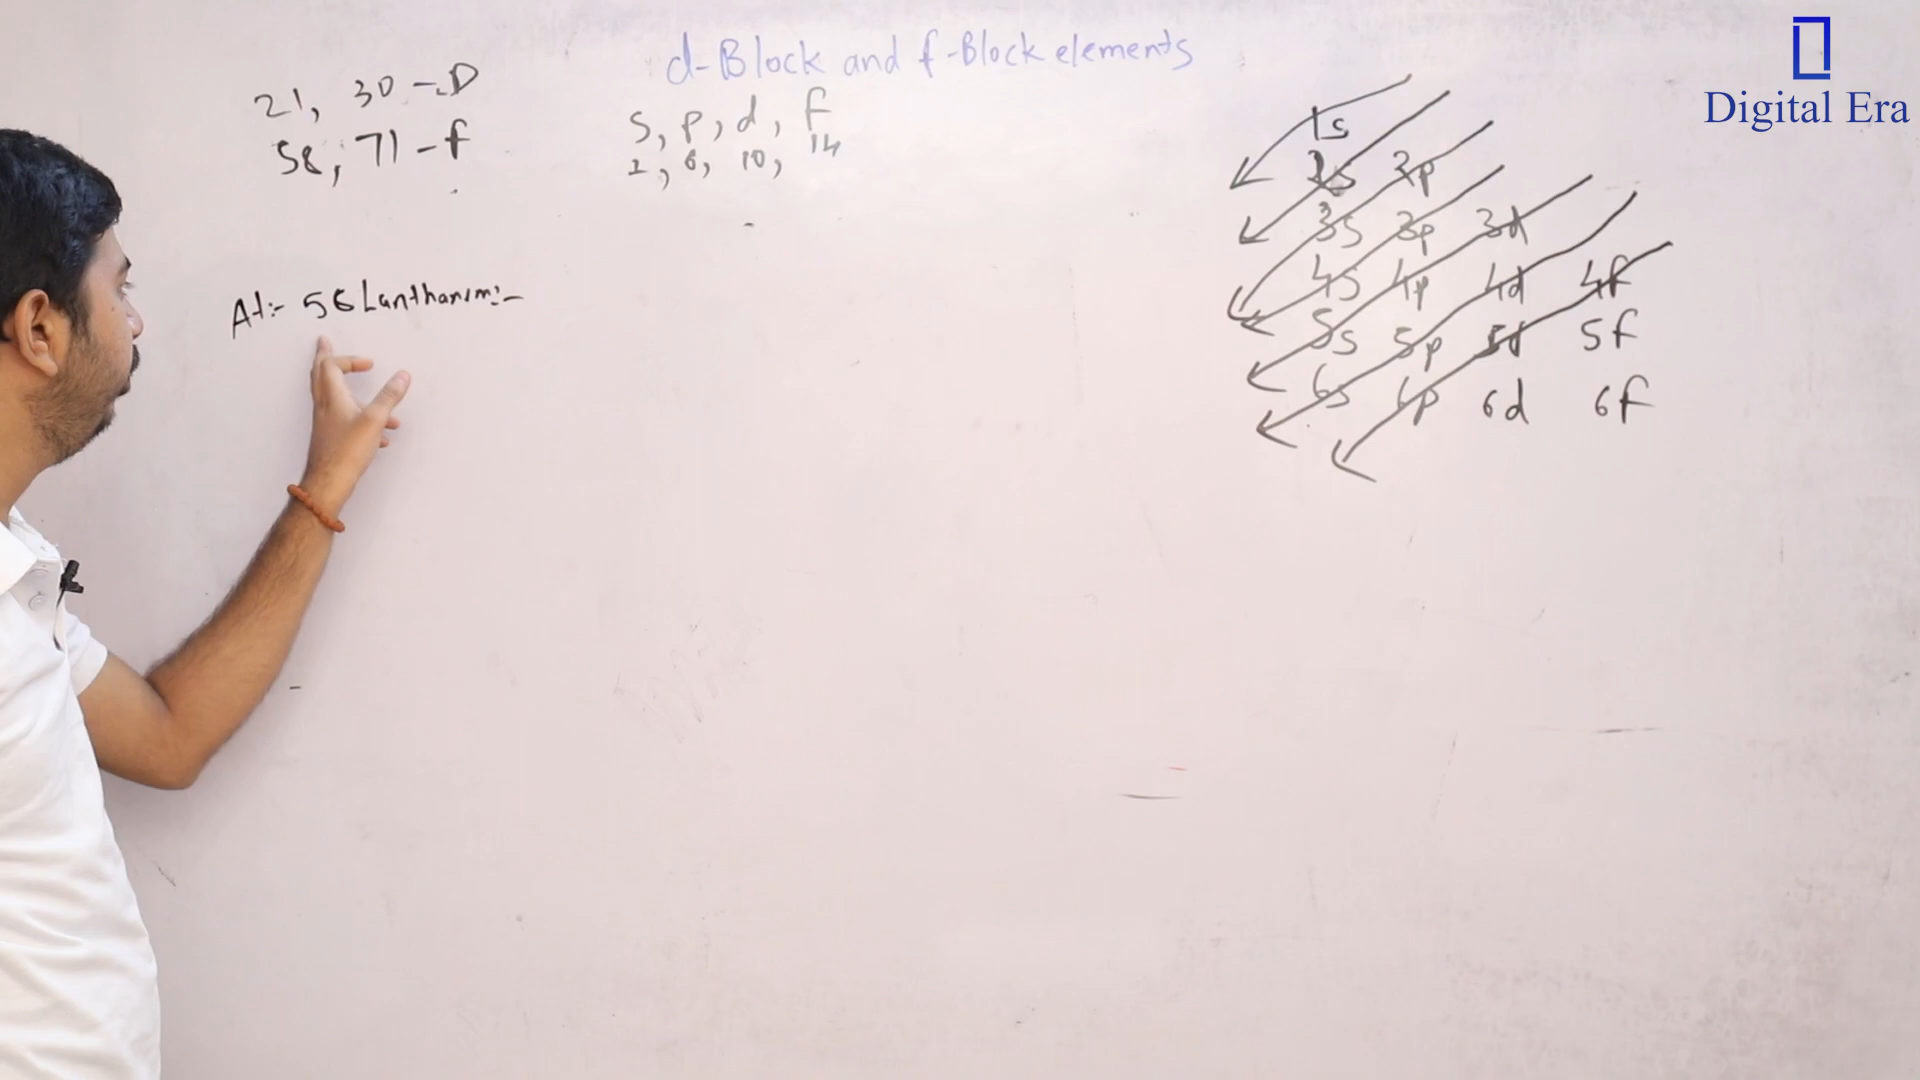 d-Block and f-Block elements
21, 30 - D
58, 71 - f
s, p, d, f
2, 6, 10, 14
At:- 56 Lanthanim:-
1s
2s 2p
3s 3p 3d
4s 4p 4d 4f
5s 5p 5d 5f
6s 6p 6d 6f
Digital Era